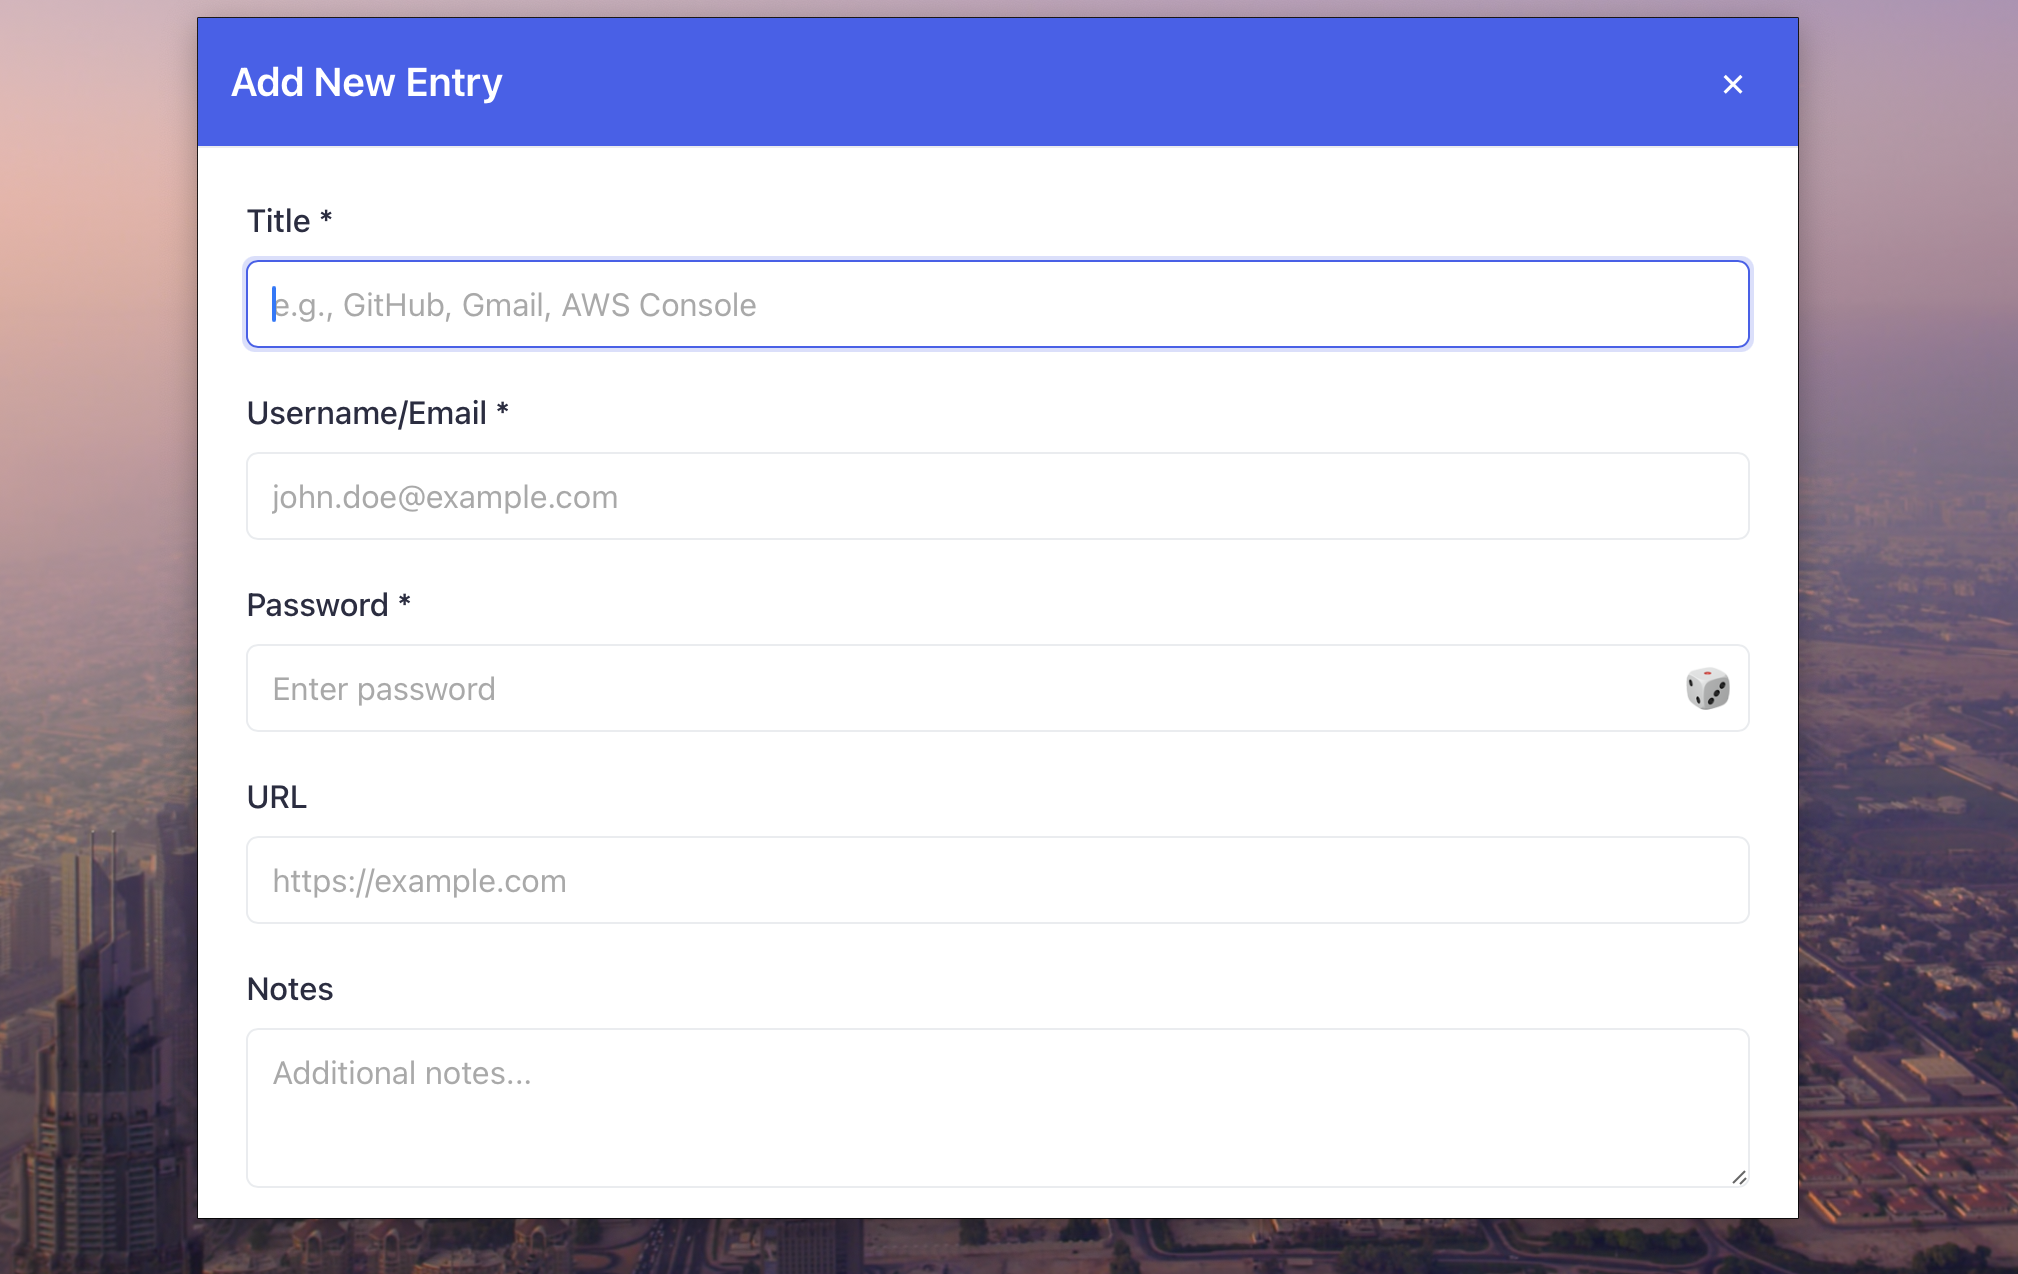 Add New Entry
Title *
e.g., GitHub, Gmail, AWS Console
Username/Email *
john.doe@example.com
Password *
Enter password
URL
https://example.com
Notes
Additional notes...